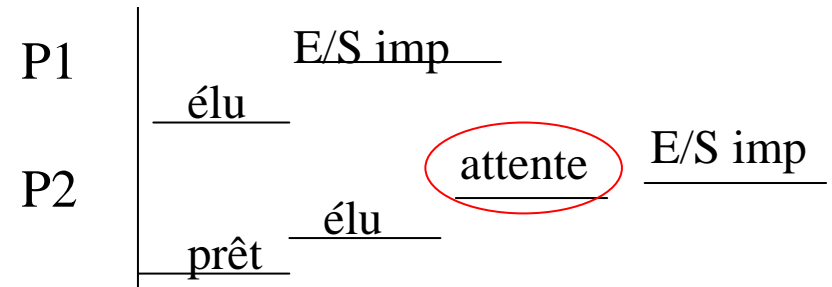 P1
E/S imp
élu
P2
attente
E/S imp
élu
prêt